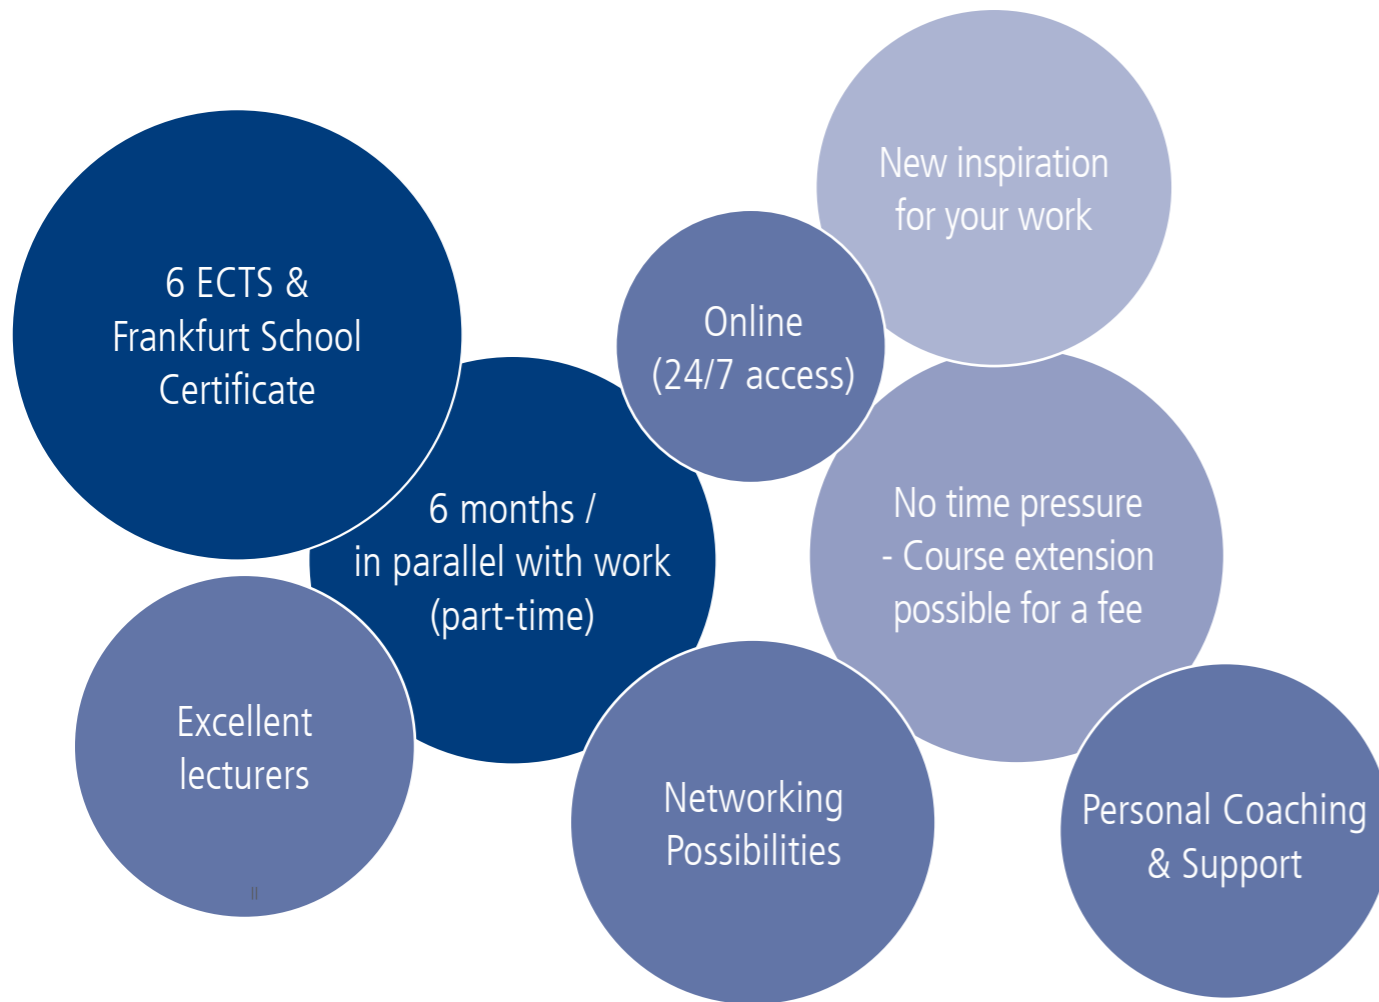 New inspiration
for your work
6 ECTS &
Frankfurt School
Certificate
Online
(24/7 access)
6 months /
in parallel with work
(part-time)
No time pressure
- Course extension
possible for a fee
Excellent
lecturers
Networking
Possibilities
Personal Coaching
& Support